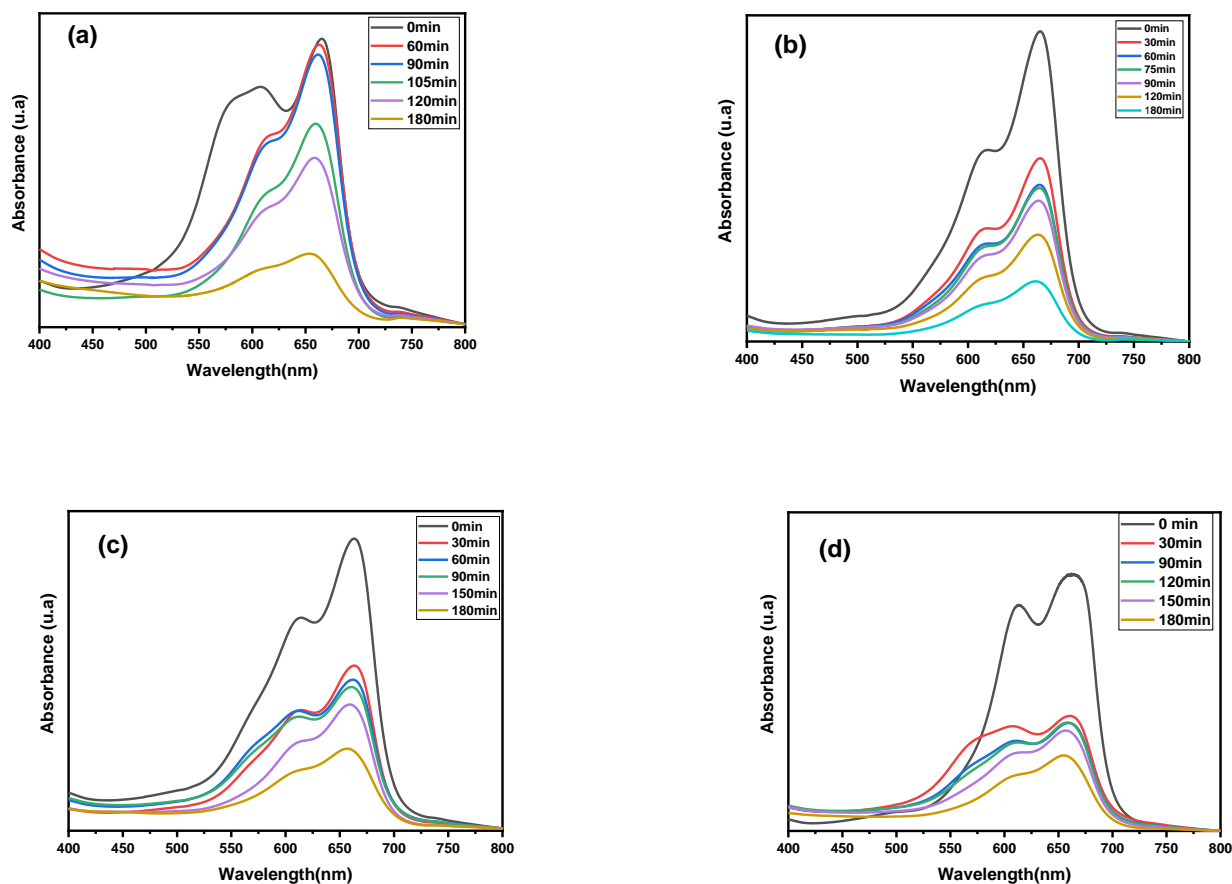 (a)
0min
60min
90min
105min
120min
180min
Absorbance (u.a)
400 450 500 550 600 650 700 750 800
Wavelength(nm)
(b)
0min
30min
60min
75min
90min
120min
180min
Absorbance (u.a)
400 450 500 550 600 650 700 750 800
Wavelength(nm)
(c)
0min
30min
60min
90min
150min
180min
Absorbance (u.a)
400 450 500 550 600 650 700 750 800
Wavelength(nm)
(d)
0 min
30min
90min
120min
150min
180min
Absorbance (u.a)
400 450 500 550 600 650 700 750 800
Wavelength(nm)